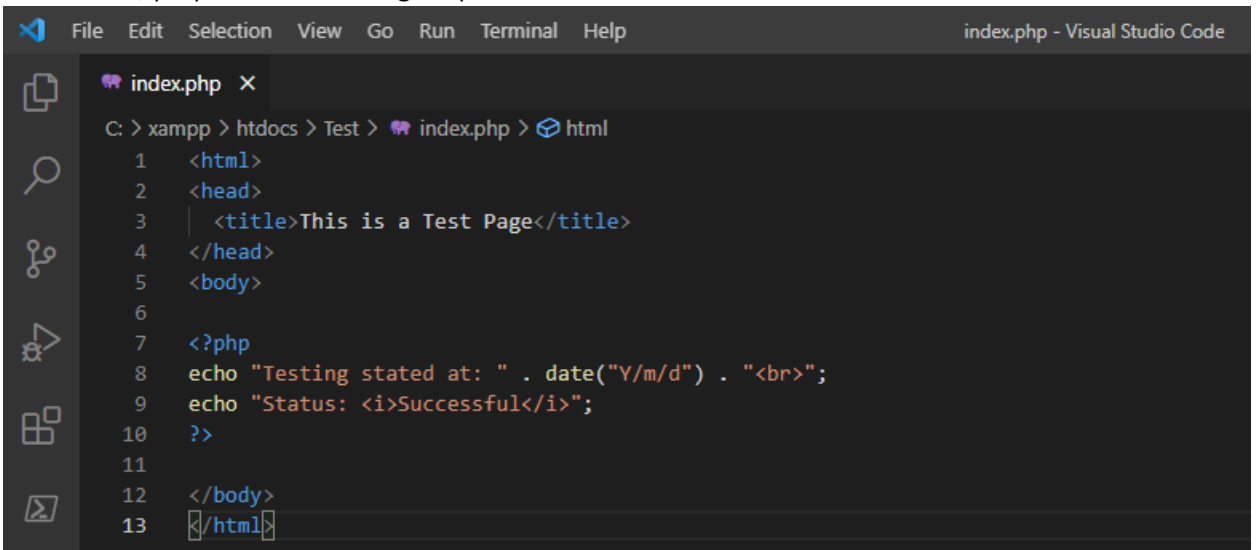 File Edit Selection View Go Run Terminal Help index.php - Visual Studio Code
index.php ×
C: > xampp > htdocs > Test > index.php > html
1 <html>
2 <head>
3   <title>This is a Test Page</title>
4 </head>
5 <body>
6
7 <?php
8 echo "Testing stated at: " . date("Y/m/d") . "<br>";
9 echo "Status: <i>Successful</i>";
10 ?>
11
12 </body>
13 </html>